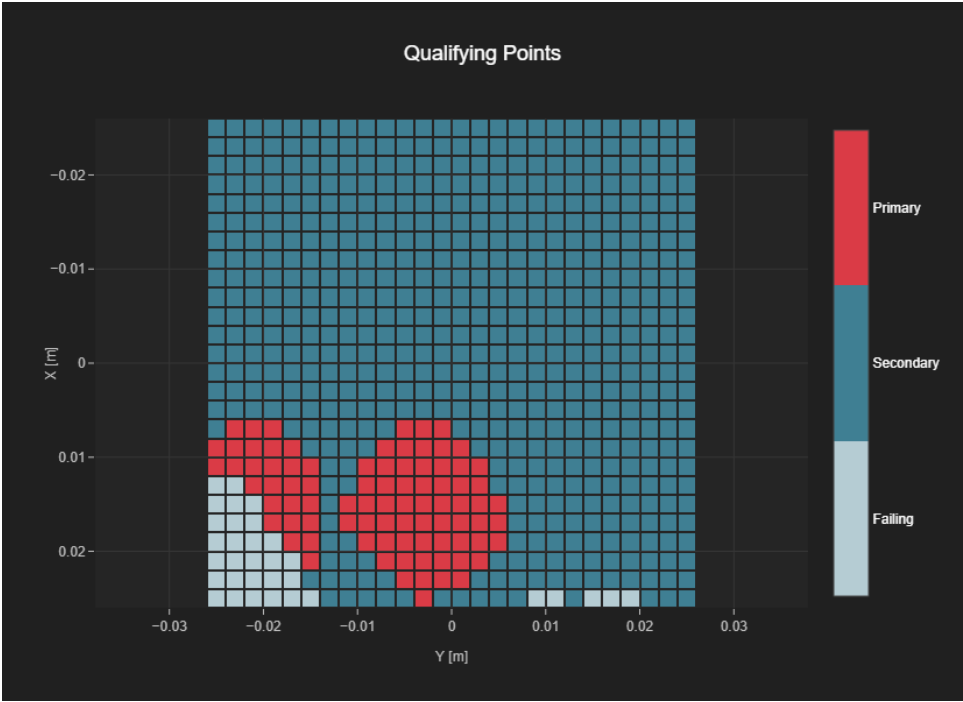 Qualifying Points
−0.02
−0.01
0
0.01
0.02
X [m]
−0.03
−0.02
−0.01
0
0.01
0.02
0.03
Y [m]
Primary
Secondary
Failing